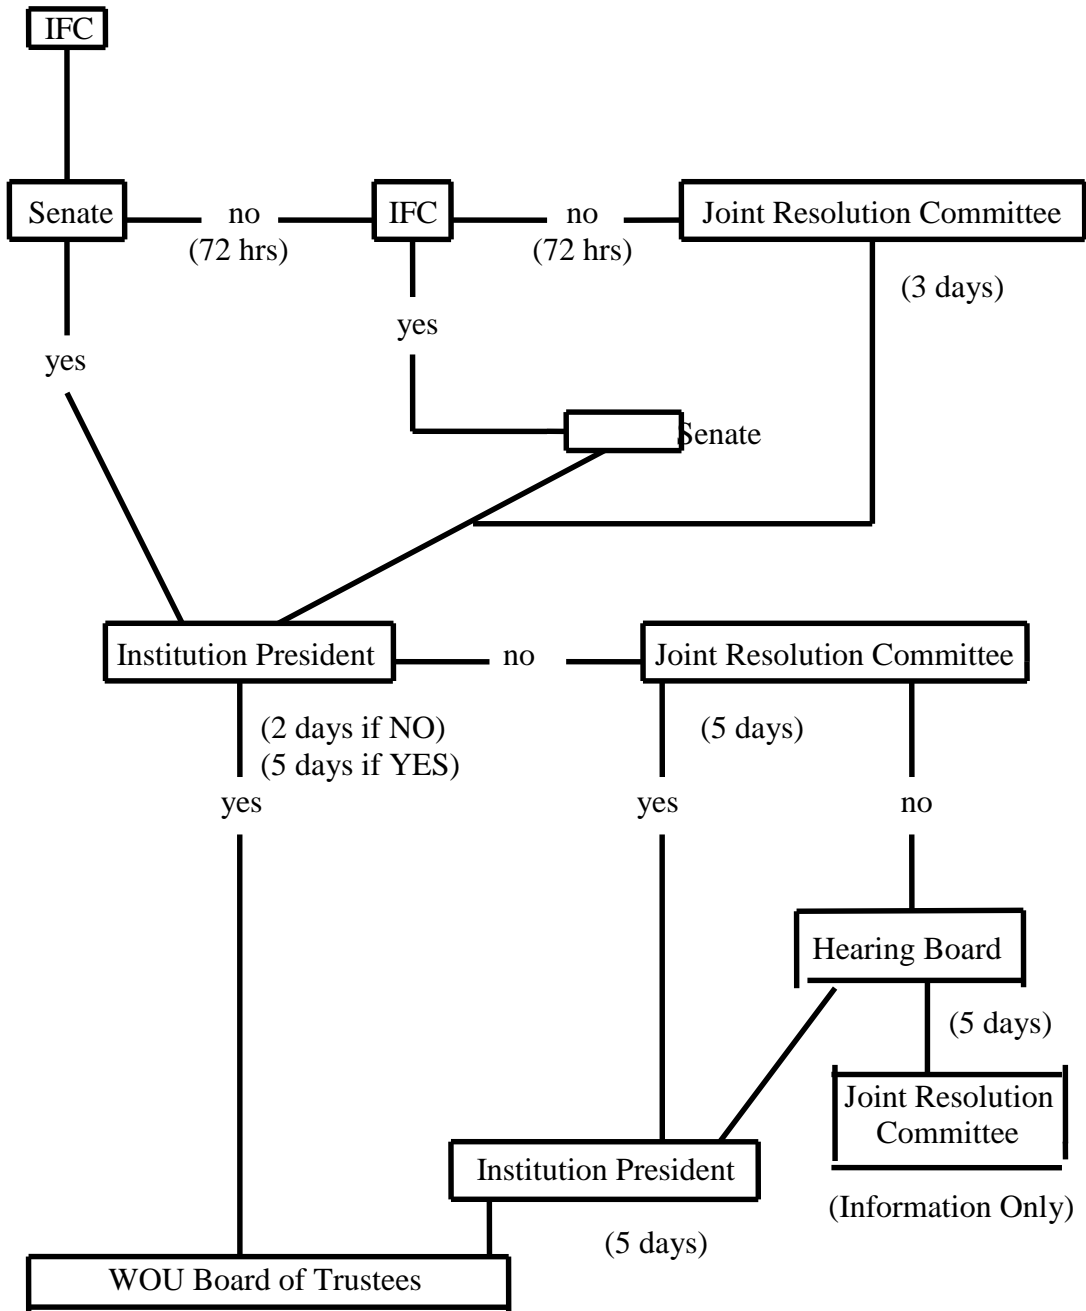 IFC
Senate
no
(72 hrs)
IFC
no
(72 hrs)
Joint Resolution Committee
(3 days)
yes
yes
Senate
Institution President
no
Joint Resolution Committee
(2 days if NO)
(5 days if YES)
(5 days)
yes
yes
no
Hearing Board
(5 days)
Joint Resolution
Committee
(Information Only)
Institution President
(5 days)
WOU Board of Trustees